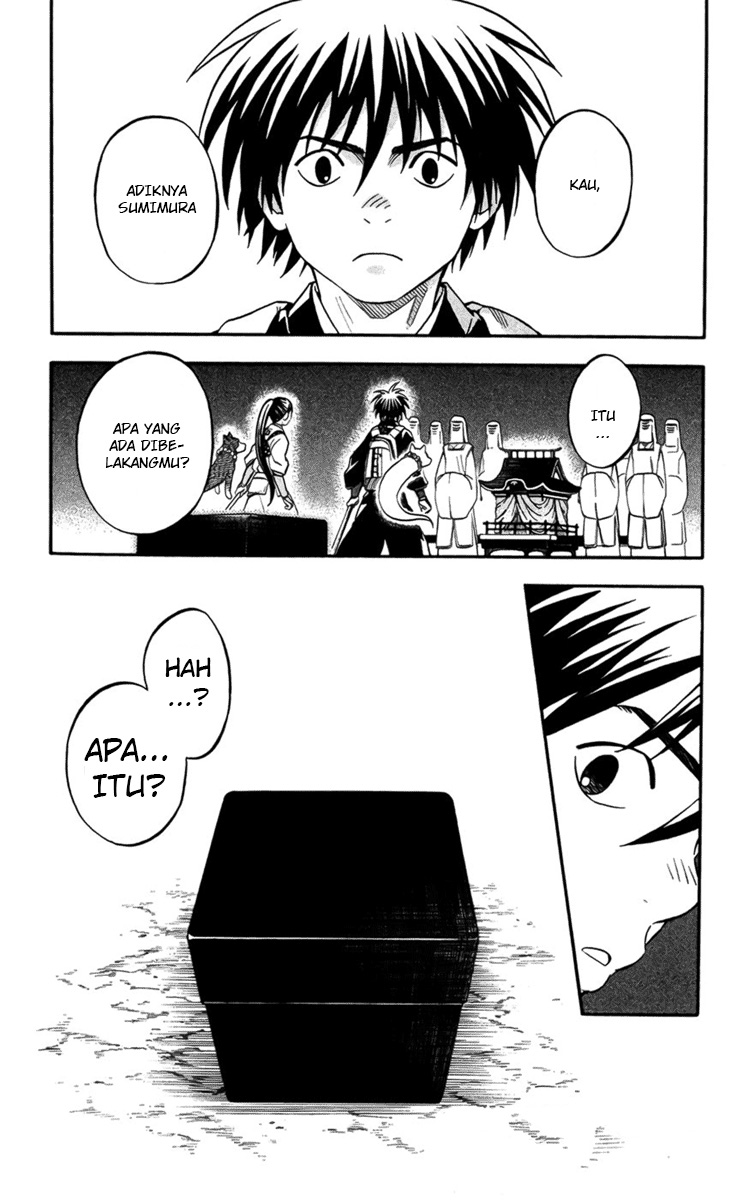 KAU,
ADIKNYA
SUMIMURA
ITU
...
APA YANG
ADA DIBE-
LAKANGMU?
HAH
...?
APA...
ITU?